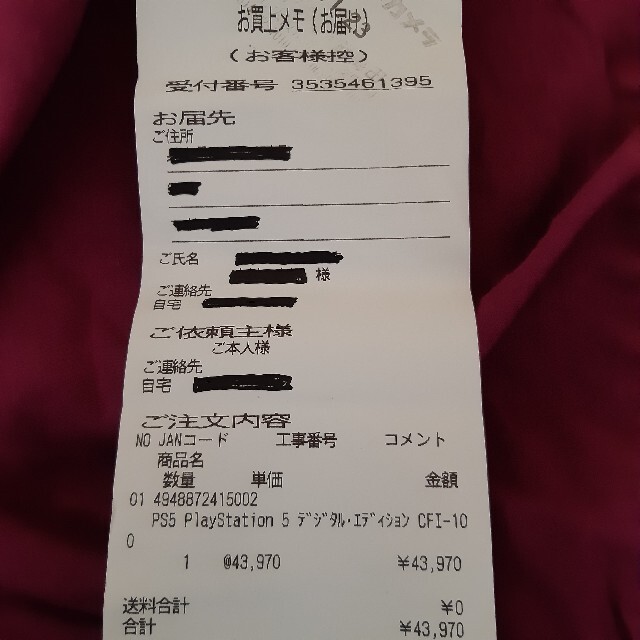 カメラ
お買上メモ(お届け)
(お客様控)
受付番号 3535461395
お届先
ご住所
ご氏名
様
ご連絡先
自宅
ご依頼主様
ご本人様
ご連絡先
自宅
ご注文内容
NO JANコード 工事番号 コメント
商品名
数量 単価 金額
01 4948872415002
PS5 PlayStation 5 デジタル・エディション CFI-10
0
1 @43,970 ¥43,970
送料合計 ¥0
合計 ¥43,970